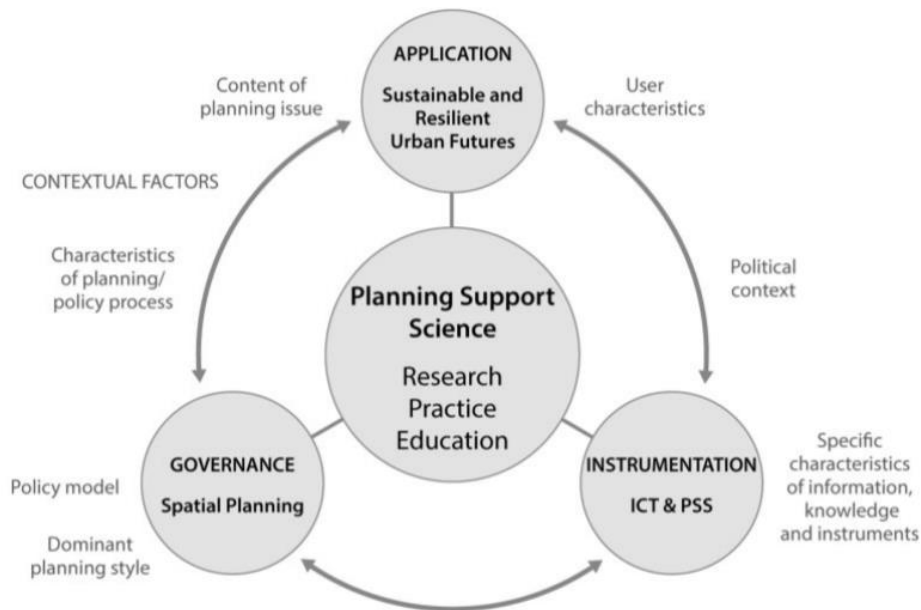 APPLICATION
Sustainable and
Resilient
Urban Futures
Content of
planning issue
User
characteristics
CONTEXTUAL FACTORS
Characteristics
of planning/
policy process
Political
context
Planning Support
Science
Research
Practice
Education
GOVERNANCE
Spatial Planning
INSTRUMENTATION
ICT & PSS
Policy model
Dominant
planning style
Specific
characteristics
of information,
knowledge
and instruments